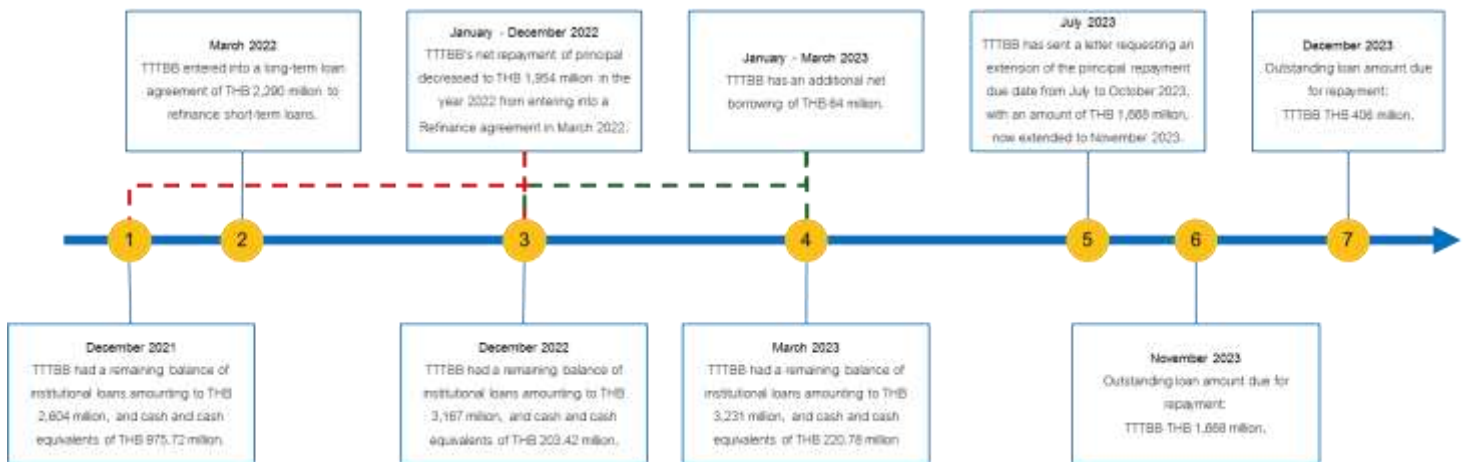 March 2022
TTTBB entered into a long-term loan
agreement of THB 2,290 million to
refinance short-term loans.
January - December 2022
TTTBB's net repayment of principal
decreased to THB 1,954 million in the
year 2022 from entering into a
Refinance agreement in March 2022.
January - March 2023
TTTBB has an additional net
borrowing of THB 64 million.
July 2023
TTTBB has sent a letter requesting an
extension of the principal repayment
due date from July to October 2023,
with an amount of THB 1,668 million,
now extended to November 2023.
December 2023
Outstanding loan amount due
for repayment:
TTTBB THB 406 million.
1
2
3
4
5
6
7
December 2021
TTTBB had a remaining balance of
institutional loans amounting to THB
2,604 million, and cash and cash
equivalents of THB 975.72 million.
December 2022
TTTBB had a remaining balance of
institutional loans amounting to THB
3,167 million, and cash and cash
equivalents of THB 203.42 million.
March 2023
TTTBB had a remaining balance of
institutional loans amounting to THB
3,231 million, and cash and cash
equivalents of THB 220.78 million
November 2023
Outstanding loan amount due for
repayment:
TTTBB THB 1,668 million.